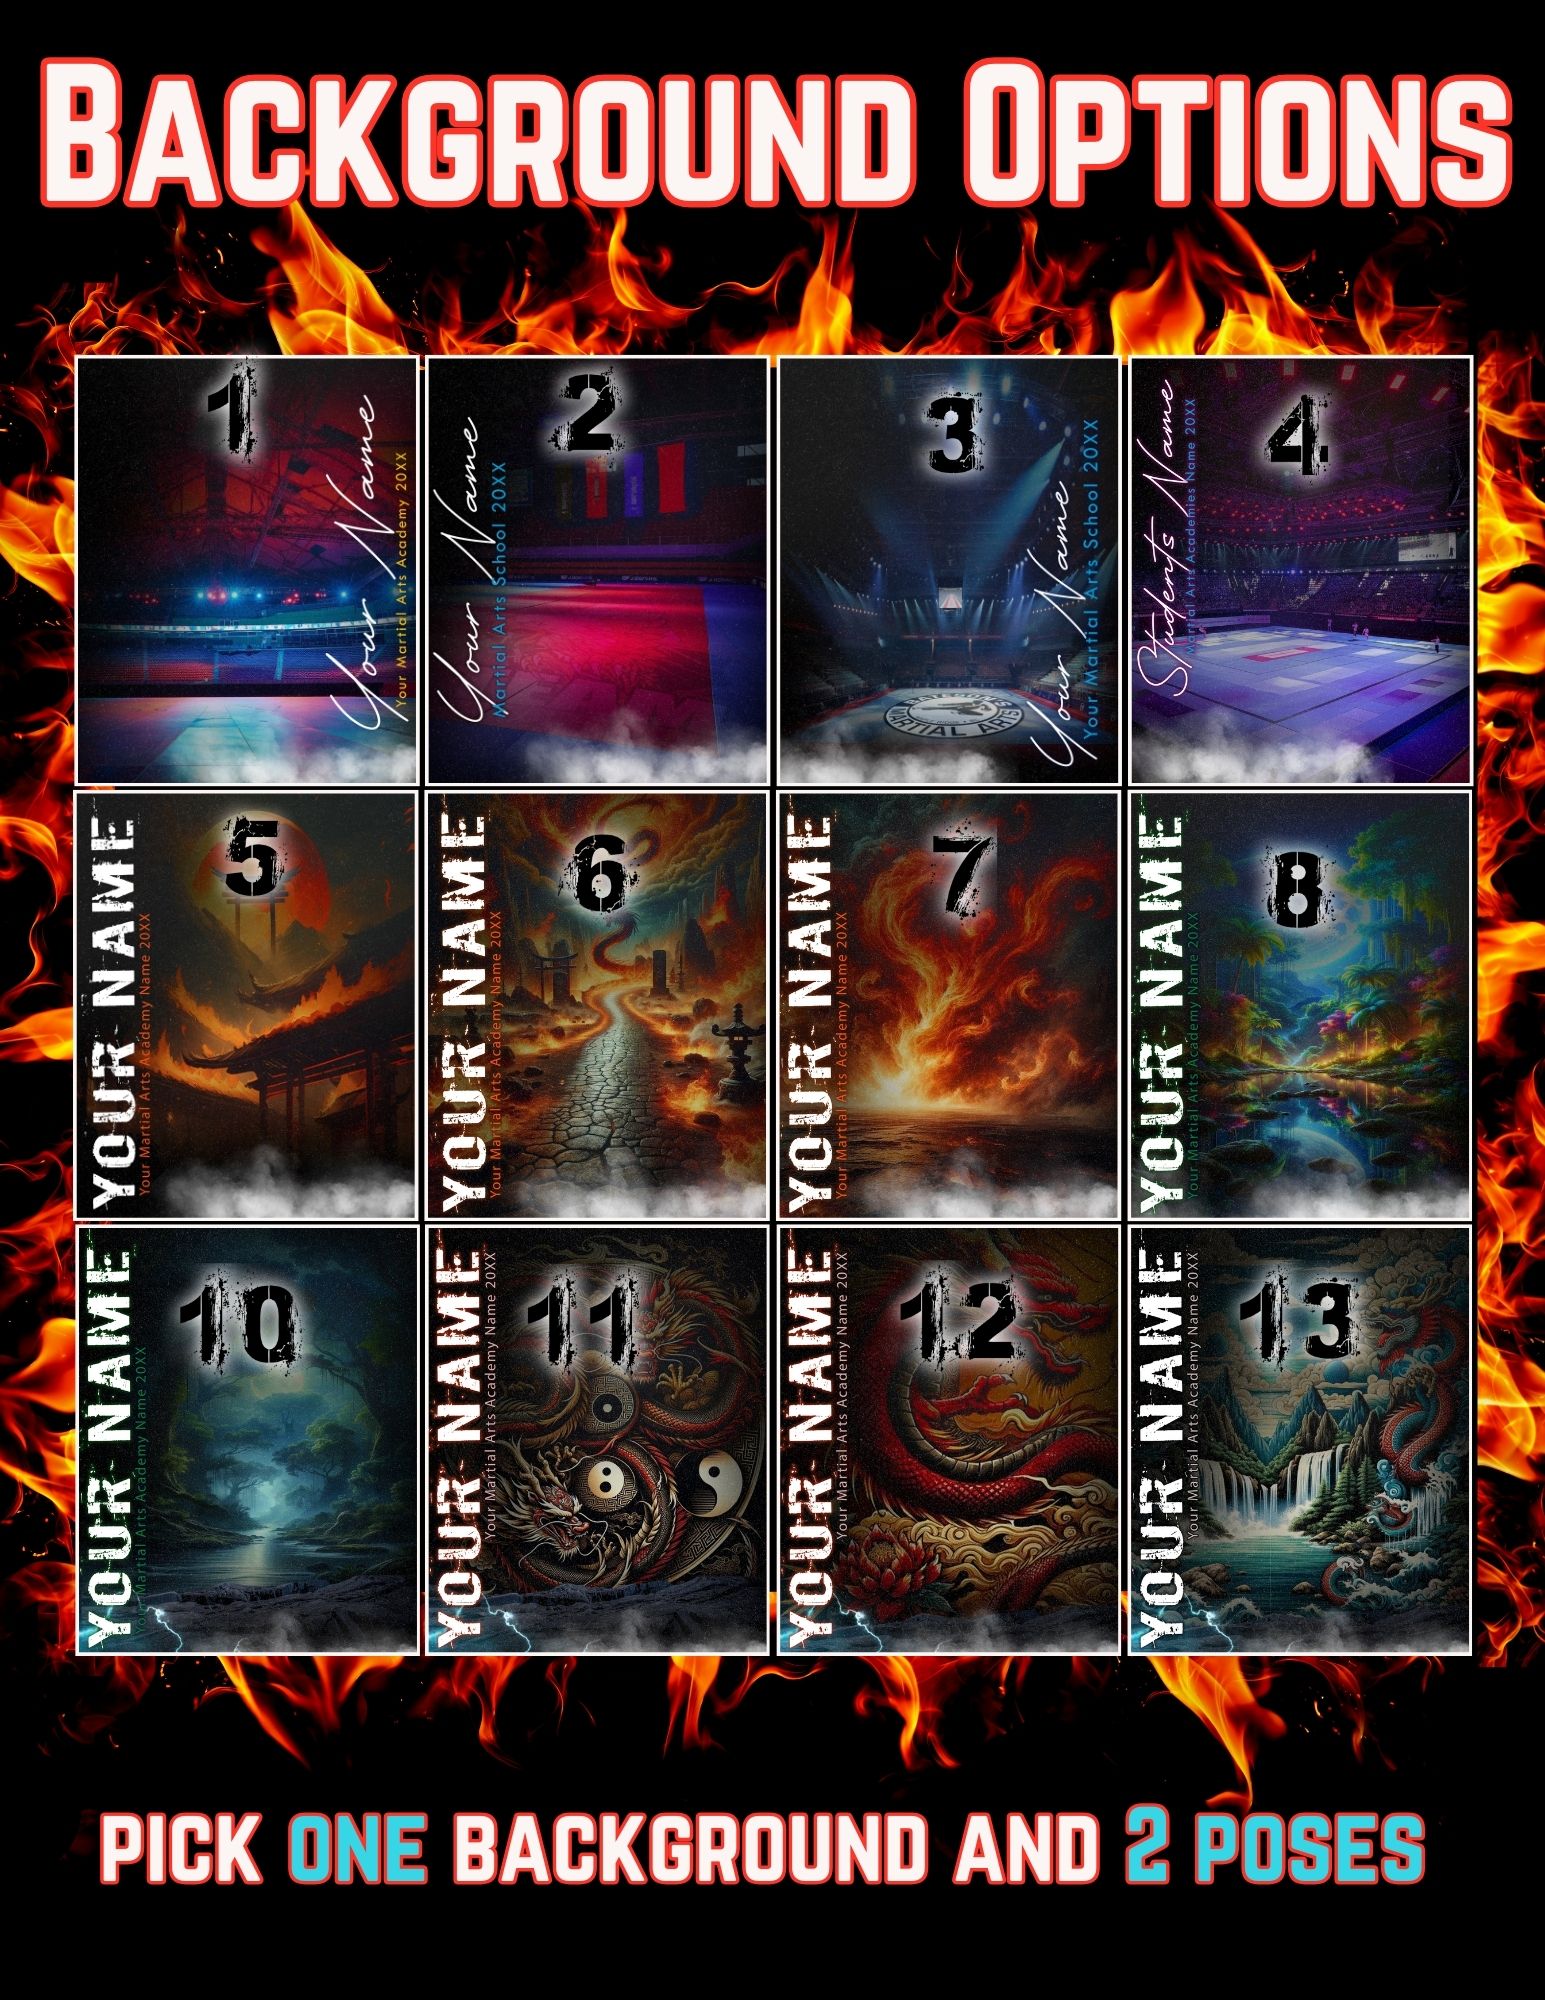 Background Options
1
Your Name
Your Martial Arts Academy 20XX
2
Your Name
Martial Arts School 20XX
3
Your Name
Your Martial Arts School 20XX
MARTIAL ARTS
4
Students Name
Martial Arts Academies Name 20XX
5
YOUR NAME
Your Martial Arts Academy Name 20XX
6
YOUR NAME
Your Martial Arts Academy Name 20XX
7
YOUR NAME
Your Martial Arts Academy Name 20XX
8
YOUR NAME
Your Martial Arts Academy Name 20XX
10
YOUR NAME
Your Martial Arts Academy Name 20XX
11
YOUR NAME
Your Martial Arts Academy Name 20XX
12
YOUR NAME
Your Martial Arts Academy Name 20XX
13
YOUR NAME
Your Martial Arts Academy Name 20XX
PICK ONE BACKGROUND AND 2 POSES